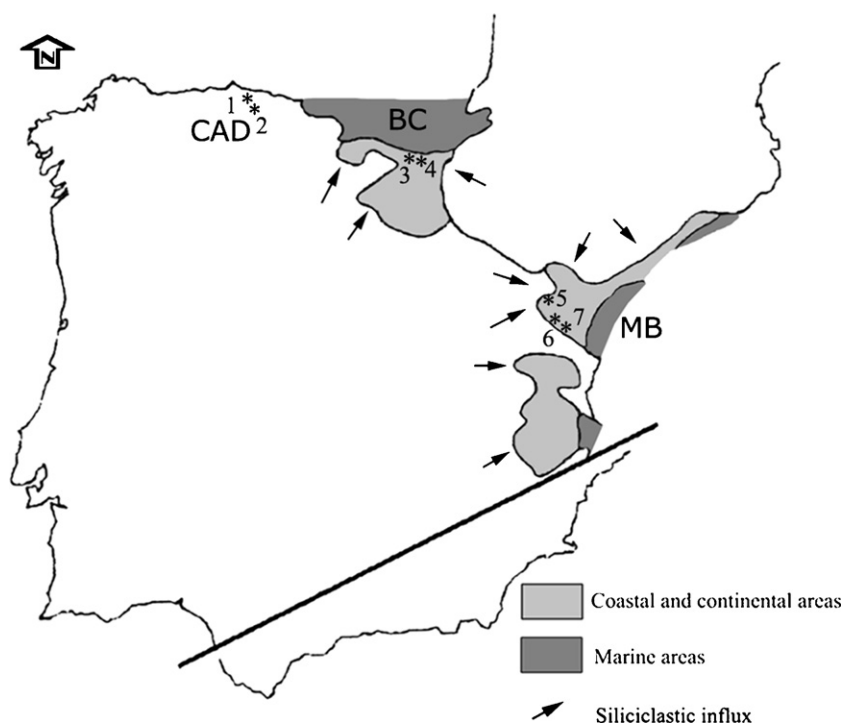 N
BC
1
CAD
2
3
4
5
7
6
MB
Coastal and continental areas
Marine areas
Siliciclastic influx